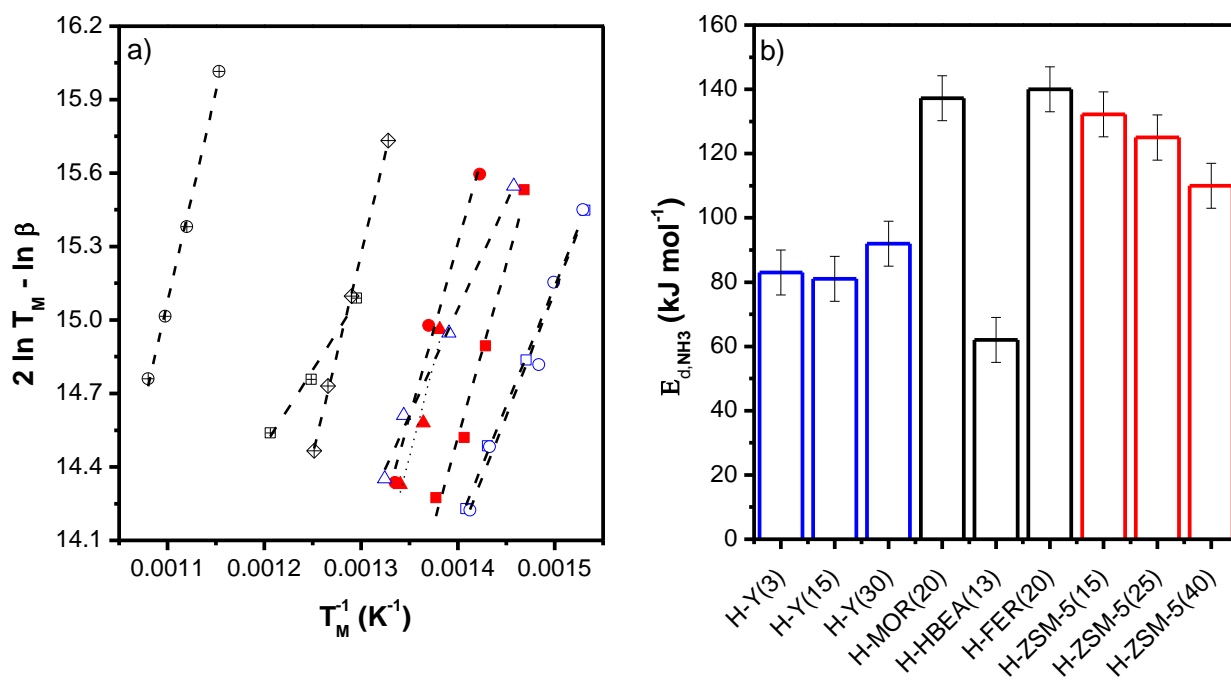 a)
16.2
15.9
15.6
15.3
15.0
14.7
14.4
14.1
2 ln T_M - ln β
0.0011 0.0012 0.0013 0.0014 0.0015
T_M^-1 (K^-1)
b)
160
140
120
100
80
60
40
20
0
E_d,NH3 (kJ mol^-1)
H-Y(3)
H-Y(15)
H-Y(30)
H-MOR(20)
H-HBEA(13)
H-FER(20)
H-ZSM-5(15)
H-ZSM-5(25)
H-ZSM-5(40)